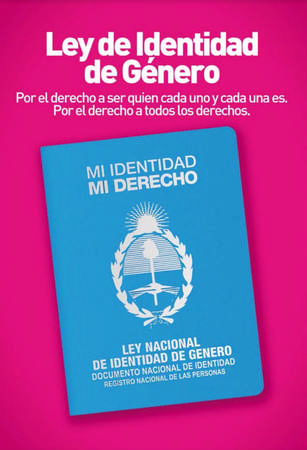 Ley de Identidad
de Género
Por el derecho a ser quien cada uno y cada una es.
Por el derecho a todos los derechos.
MI IDENTIDAD
MI DERECHO
LEY NACIONAL
DE IDENTIDAD DE GENERO
DOCUMENTO NACIONAL DE IDENTIDAD
REGISTRO NACIONAL DE LAS PERSONAS